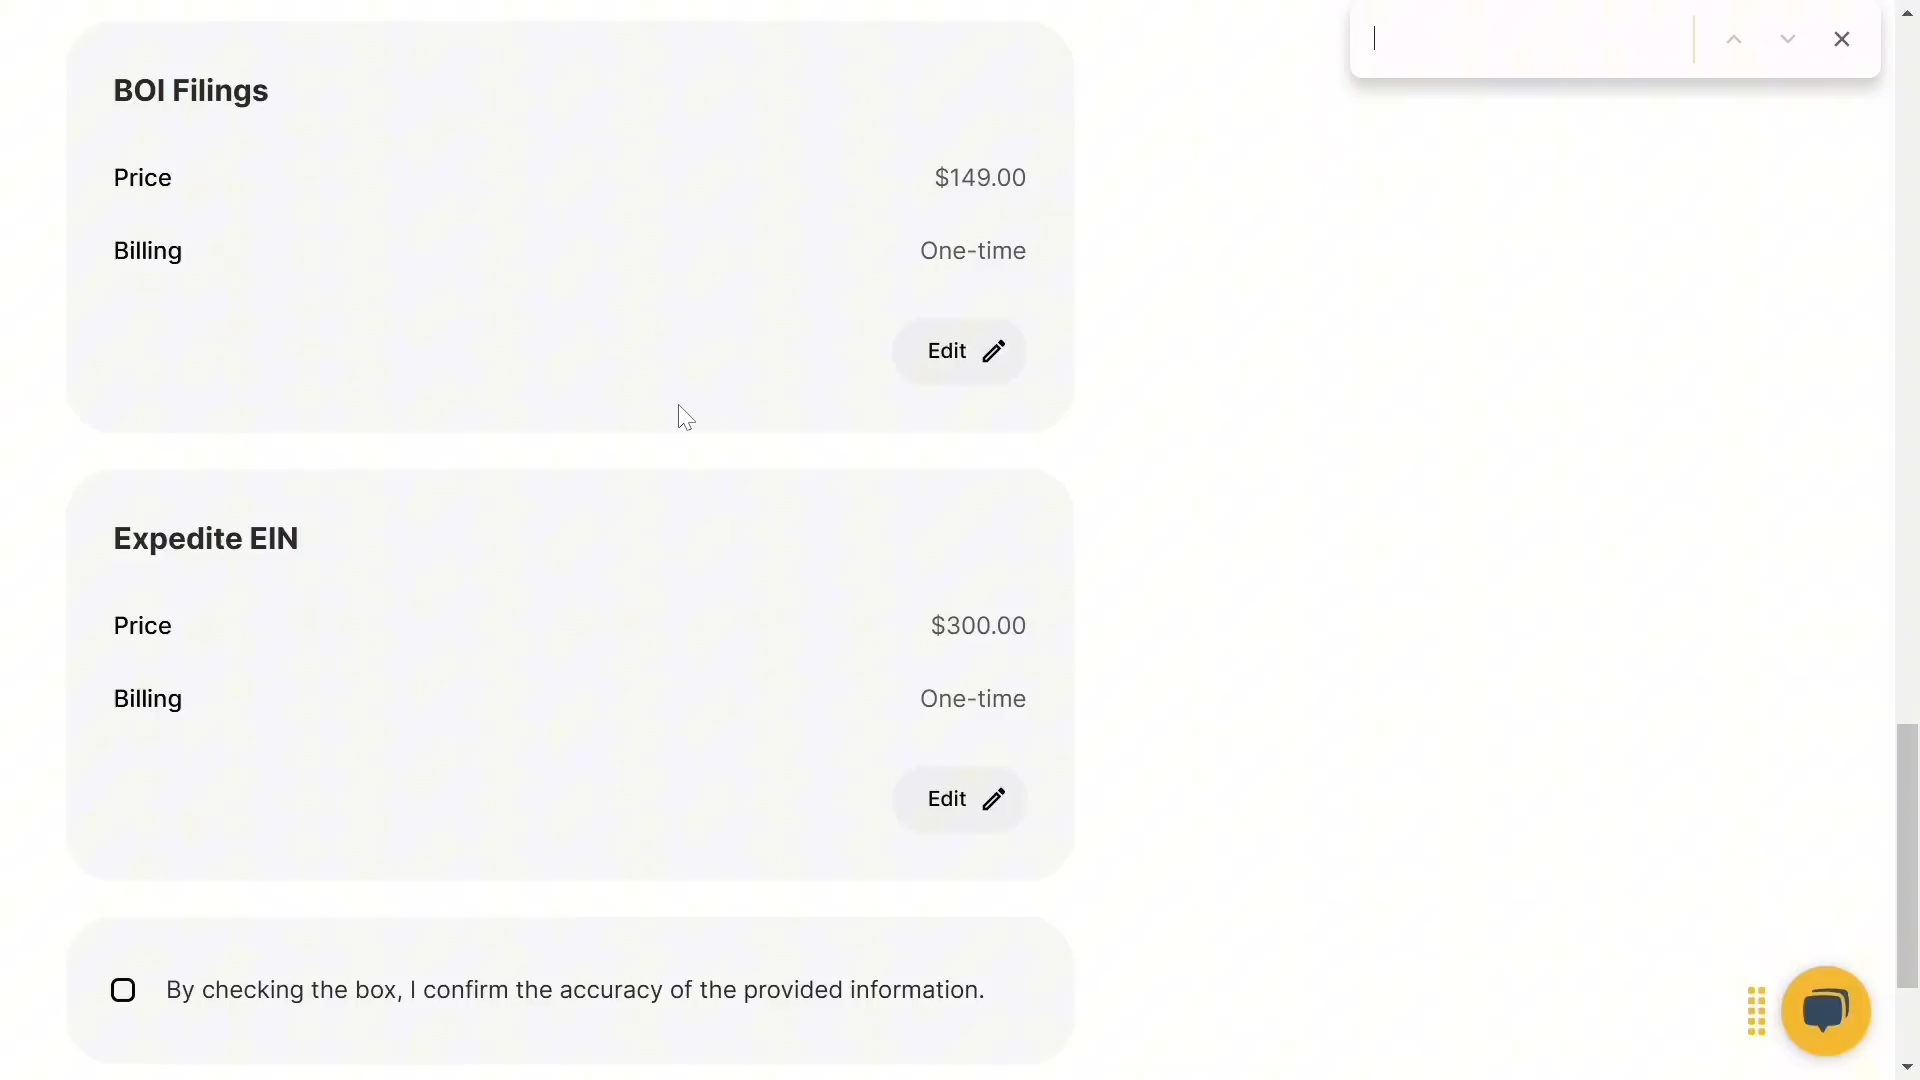 BOI Filings
Price $149.00
Billing One-time
Edit
Expedite EIN
Price $300.00
Billing One-time
Edit
By checking the box, I confirm the accuracy of the provided information.